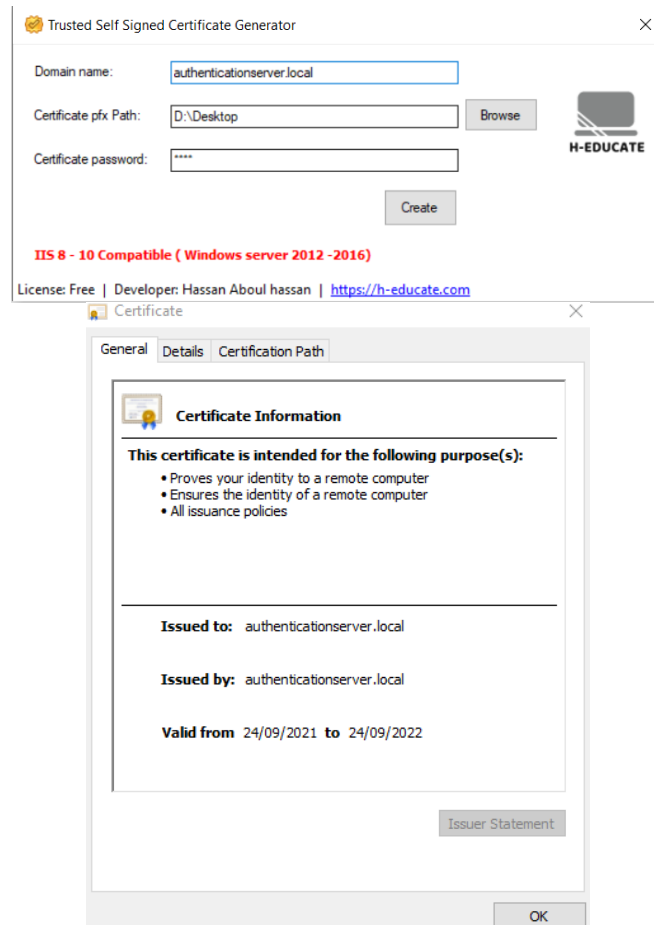 Trusted Self Signed Certificate Generator
Domain name: authenticationserver.local
Certificate pfx Path: D:\Desktop Browse
H-EDUCATE
Certificate password: ****
Create
IIS 8 - 10 Compatible ( Windows server 2012 -2016)
License: Free | Developer: Hassan Aboul hassan | https://h-educate.com
Certificate
General Details Certification Path
Certificate Information
This certificate is intended for the following purpose(s):
• Proves your identity to a remote computer
• Ensures the identity of a remote computer
• All issuance policies
Issued to: authenticationserver.local
Issued by: authenticationserver.local
Valid from 24/09/2021 to 24/09/2022
Issuer Statement
OK